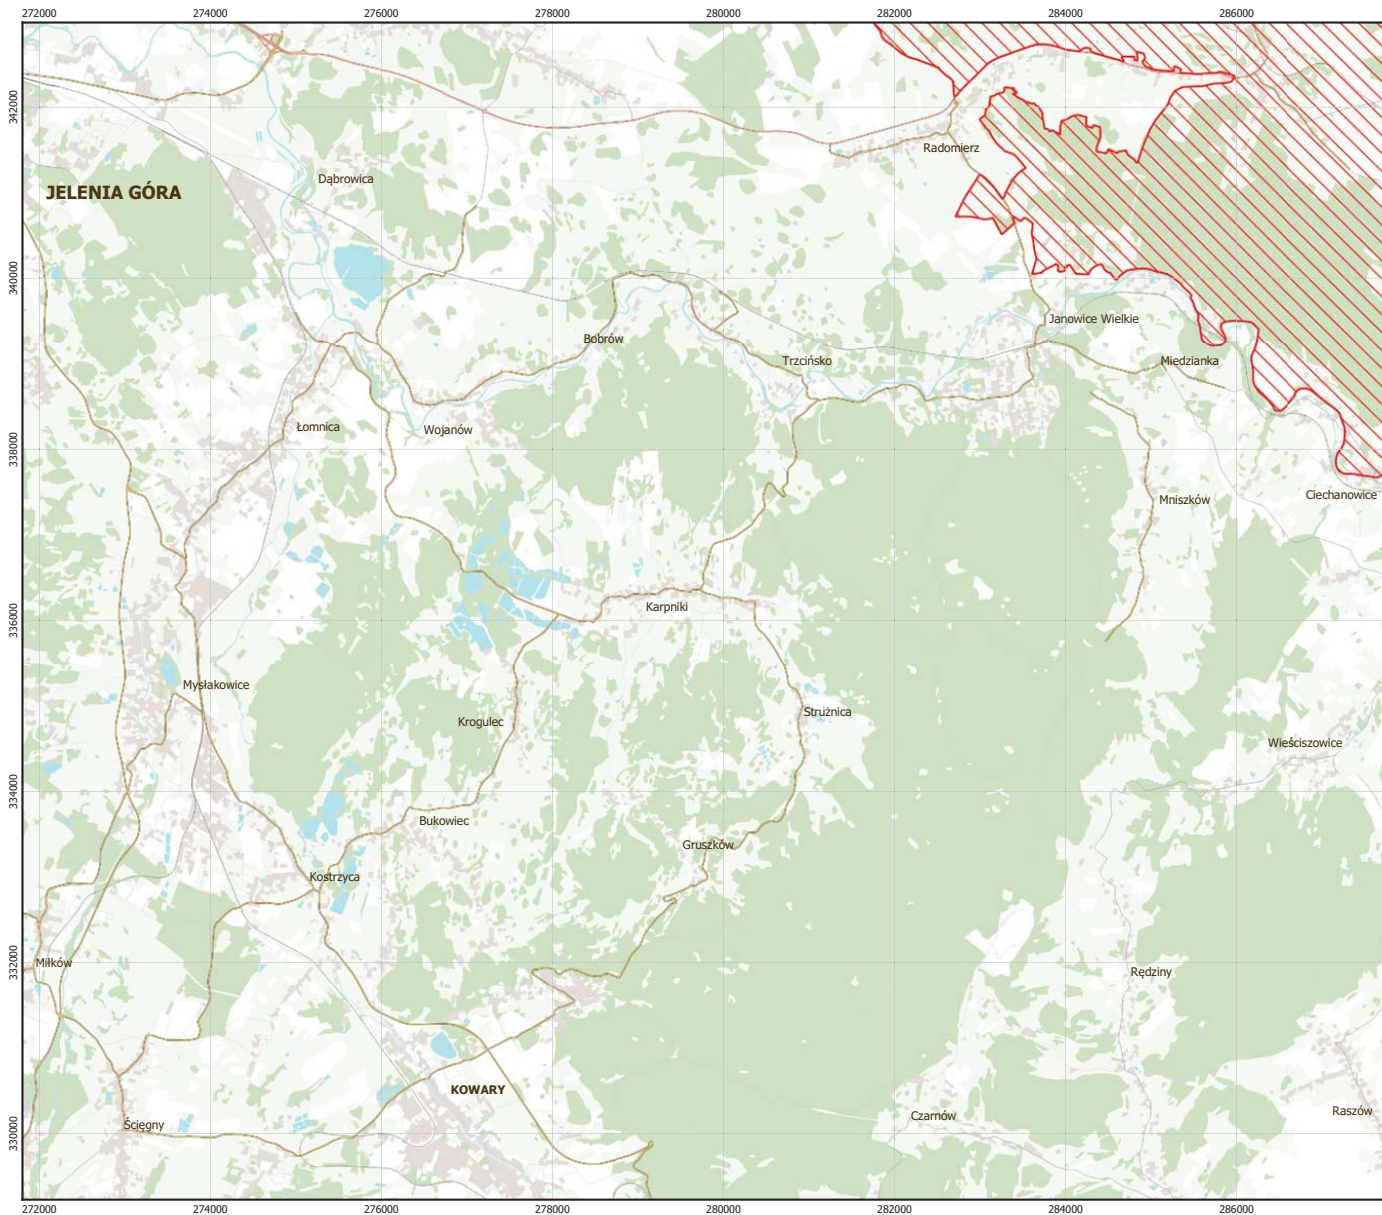 272000 274000 276000 278000 280000 282000 284000 286000
342000
Radomierz
Dąbrowica
JELENIA GÓRA
340000
Janowice Wielkie
Bobrów
Trzcińsko
Miedzianka
Łomnica
Wojanów
338000
Ciechanowice
Mniszków
Karpniki
336000
Mysłakowice
Strużnica
Krogulec
Wieściszowice
334000
Bukowiec
Gruszków
Kostrzyca
332000
Miłków
Rędziny
KOWARY
Raszów
Czarnów
330000
Ścięgny
272000 274000 276000 278000 280000 282000 284000 286000